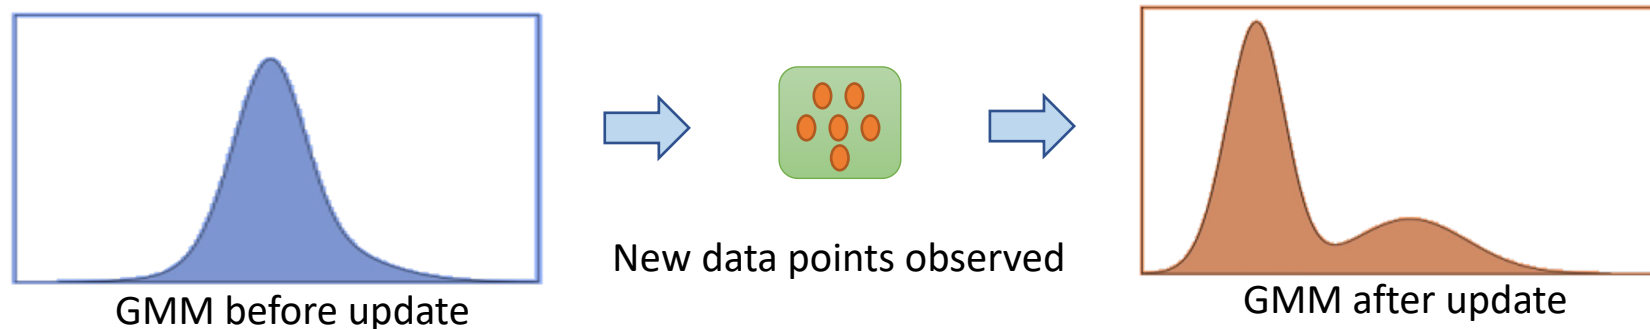 GMM before update
New data points observed
GMM after update